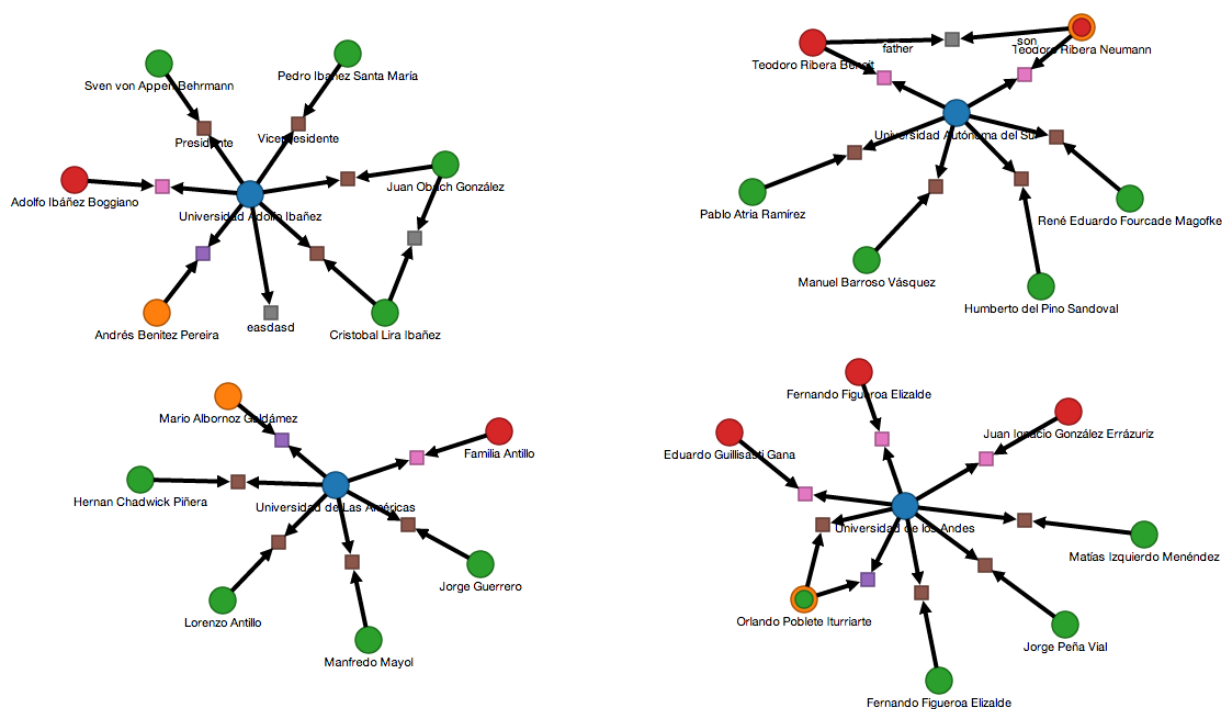 Sven von Appen Behrmann
Pedro Ibañez Santa María
Presidente
Vicepresidente
Adolfo Ibáñez Boggiano
Juan Obach González
Universidad Adolfo Ibañez
Andrés Benitez Pereira
easdasd
Cristobal Lira Ibañez
father
son
Teodoro Ribera Benoit
Teodoro Ribera Neumann
Universidad Autónoma del Sur
Pablo Atria Ramírez
René Eduardo Fourcade Magofke
Manuel Barroso Vásquez
Humberto del Pino Sandoval
Mario Albornoz Galdámez
Familia Antillo
Hernan Chadwick Piñera
Universidad de Las Américas
Jorge Guerrero
Lorenzo Antillo
Manfredo Mayol
Fernando Figueroa Elizalde
Juan Ignacio González Errázuriz
Eduardo Guillisasti Gana
Universidad de los Andes
Matías Izquierdo Menéndez
Orlando Poblete Iturriarte
Jorge Peña Vial
Fernando Figueroa Elizalde